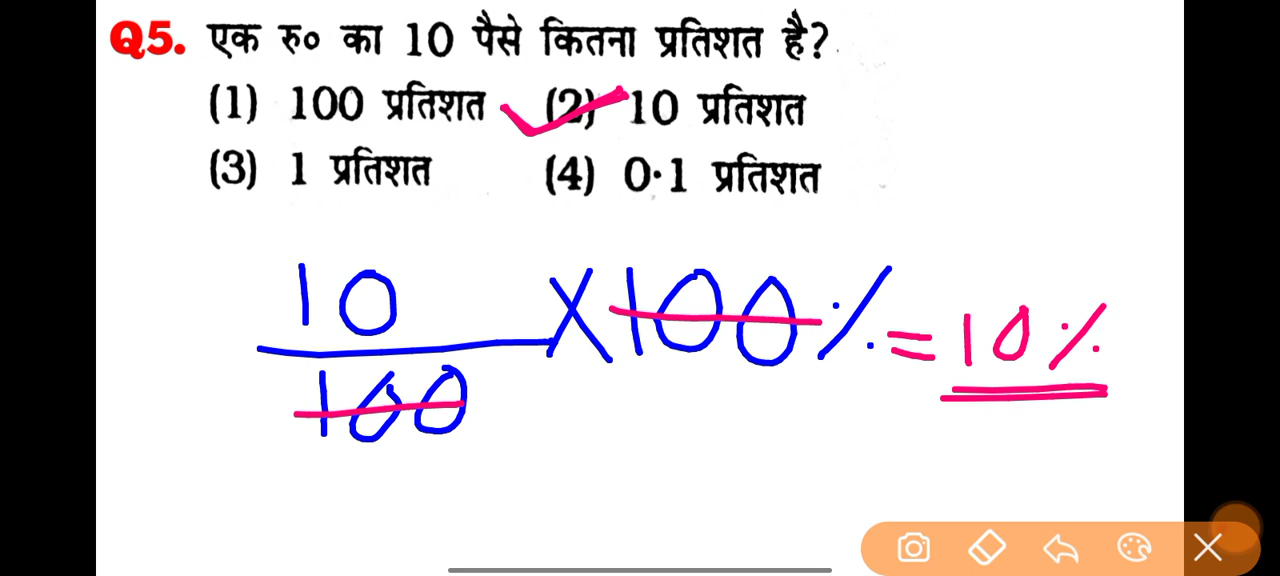 Q5. एक रु० का 10 पैसे कितना प्रतिशत है?
(1) 100 प्रतिशत (2) 10 प्रतिशत
(3) 1 प्रतिशत (4) 0·1 प्रतिशत
10
× 100% = 10%
100